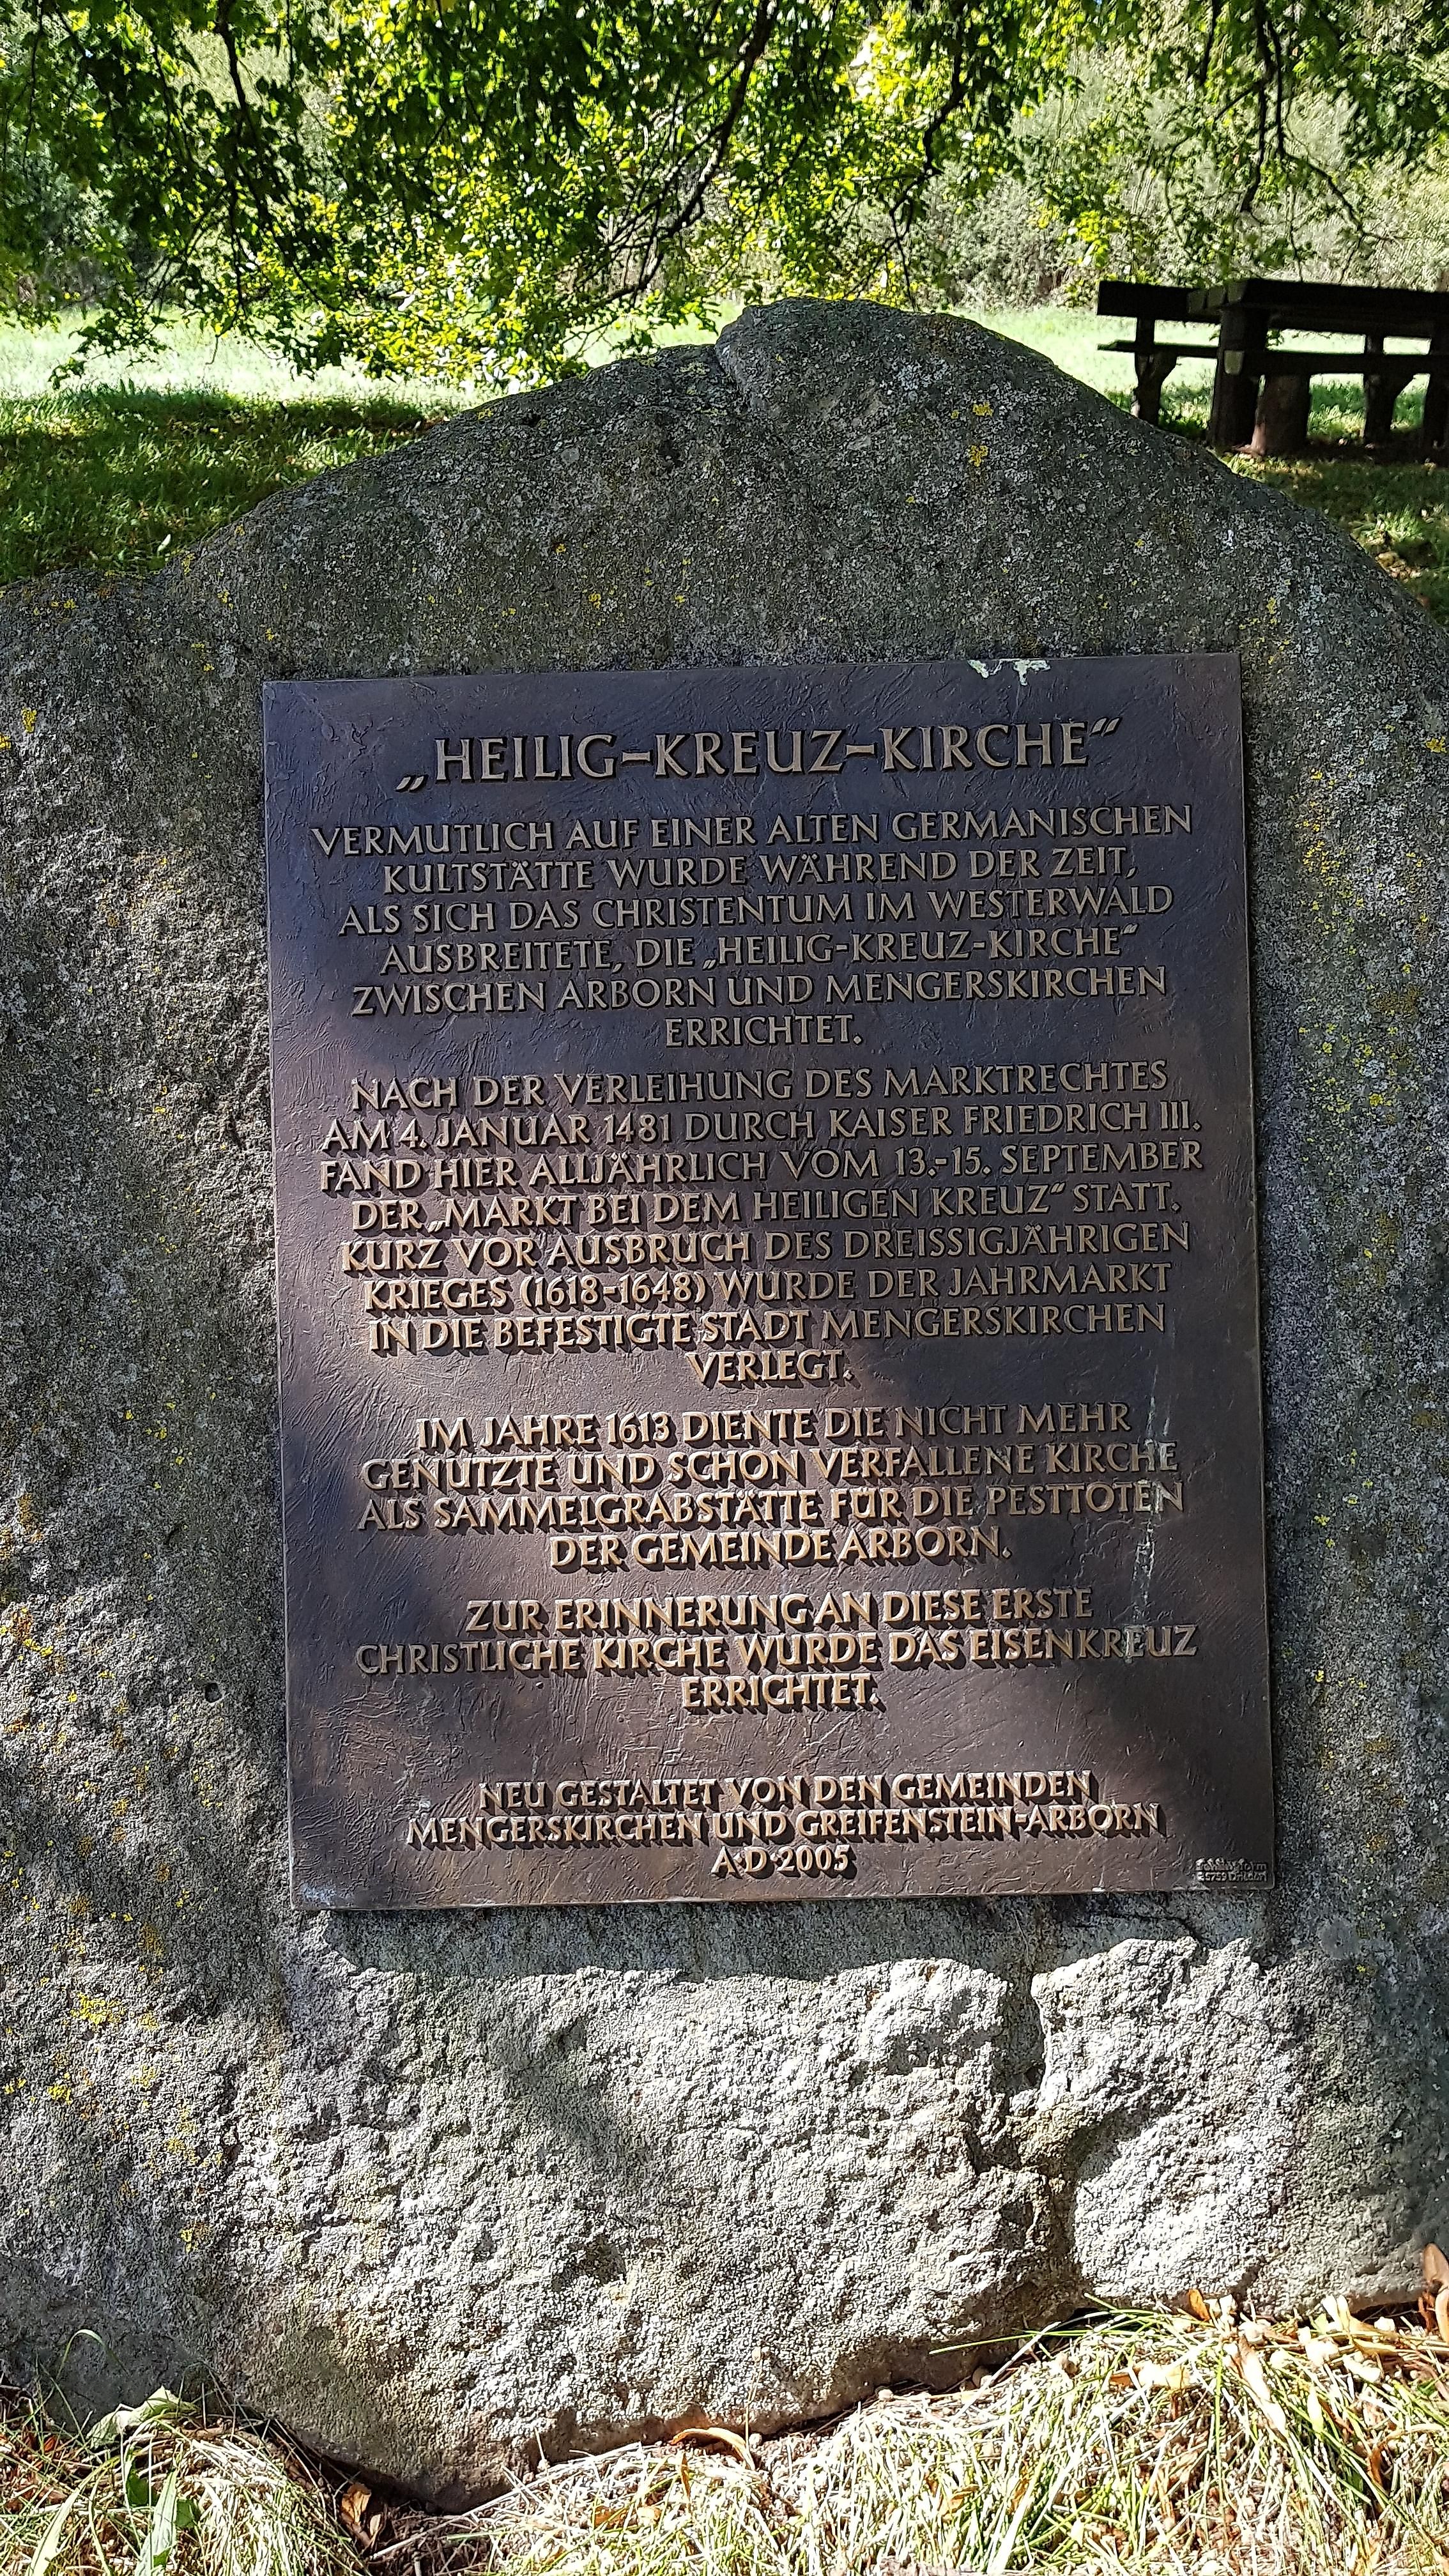 „HEILIG-KREUZ-KIRCHE“
VERMUTLICH AUF EINER ALTEN GERMANISCHEN
KULTSTÄTTE WURDE WÄHREND DER ZEIT,
ALS SICH DAS CHRISTENTUM IM WESTERWALD
AUSBREITETE, DIE „HEILIG-KREUZ-KIRCHE“
ZWISCHEN ARBORN UND MENGERSKIRCHEN
ERRICHTET.
NACH DER VERLEIHUNG DES MARKTRECHTES
AM 4. JANUAR 1481 DURCH KAISER FRIEDRICH III.
FAND HIER ALLJÄHRLICH VOM 13.-15. SEPTEMBER
DER „MARKT BEI DEM HEILIGEN KREUZ“ STATT.
KURZ VOR AUSBRUCH DES DREISSIGJÄHRIGEN
KRIEGES (1618-1648) WURDE DER JAHRMARKT
IN DIE BEFESTIGTE STADT MENGERSKIRCHEN
VERLEGT.
IM JAHRE 1613 DIENTE DIE NICHT MEHR
GENUTZTE UND SCHON VERFALLENE KIRCHE
ALS SAMMELGRABSTÄTTE FÜR DIE PESTTOTEN
DER GEMEINDE ARBORN.
ZUR ERINNERUNG AN DIESE ERSTE
CHRISTLICHE KIRCHE WURDE DAS EISENKREUZ
ERRICHTET.
NEU GESTALTET VON DEN GEMEINDEN
MENGERSKIRCHEN UND GREIFENSTEIN-ARBORN
A·D·2005